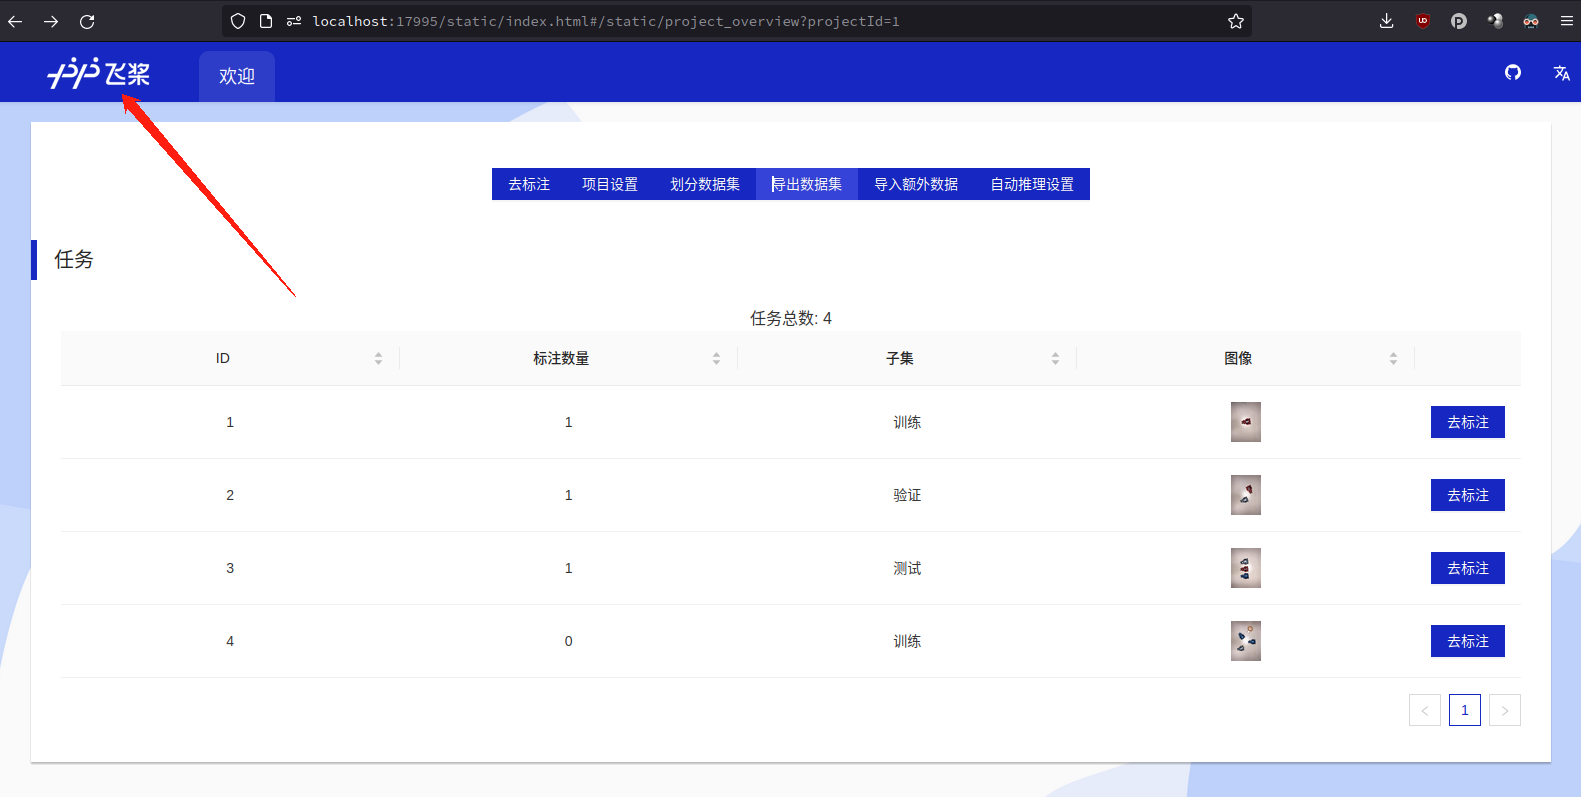 localhost:17995/static/index.html#/static/project_overview?projectId=1
飞桨 欢迎
去标注 项目设置 划分数据集 导出数据集 导入额外数据 自动推理设置
任务
任务总数: 4
ID 标注数量 子集 图像
1 1 训练 去标注
2 1 验证 去标注
3 1 测试 去标注
4 0 训练 去标注
< 1 >